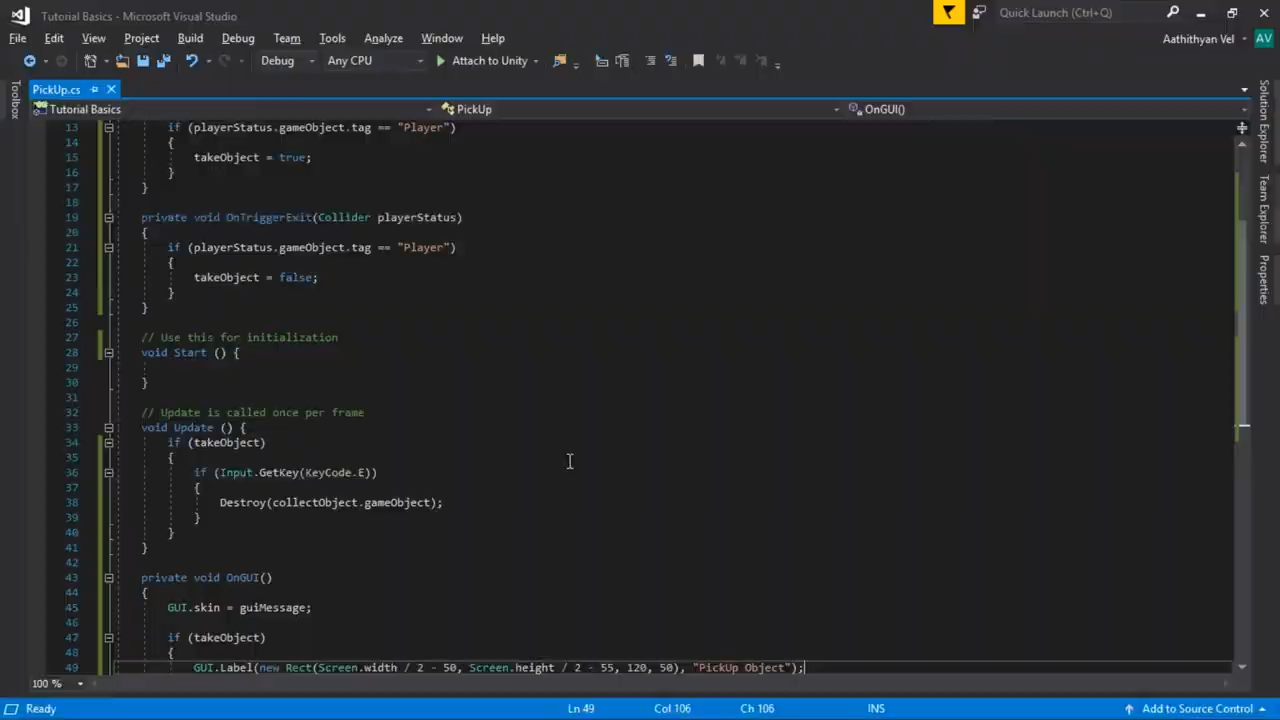 Tutorial Basics - Microsoft Visual Studio
Quick Launch (Ctrl+Q)
File Edit View Project Build Debug Team Tools Analyze Window Help
Aathithyan Vel AV
Debug Any CPU Attach to Unity
PickUp.cs
Tutorial Basics PickUp OnGUI()
Toolbox
Solution Explorer
Team Explorer
Properties
13 if (playerStatus.gameObject.tag == "Player")
14 {
15 takeObject = true;
16 }
17 }
18
19 private void OnTriggerExit(Collider playerStatus)
20 {
21 if (playerStatus.gameObject.tag == "Player")
22 {
23 takeObject = false;
24 }
25 }
26
27 // Use this for initialization
28 void Start () {
29
30 }
31
32 // Update is called once per frame
33 void Update () {
34 if (takeObject)
35 {
36 if (Input.GetKey(KeyCode.E))
37 {
38 Destroy(collectObject.gameObject);
39 }
40 }
41 }
42
43 private void OnGUI()
44 {
45 GUI.skin = guiMessage;
46
47 if (takeObject)
48 {
49 GUI.Label(new Rect(Screen.width / 2 - 50, Screen.height / 2 - 55, 120, 50), "PickUp Object");
100 %
Ready Ln 49 Col 106 Ch 106 INS Add to Source Control